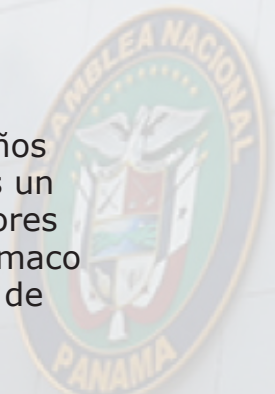 ños
s un
ores
maco
de
ASAMBLEA NACIONAL
PANAMÁ